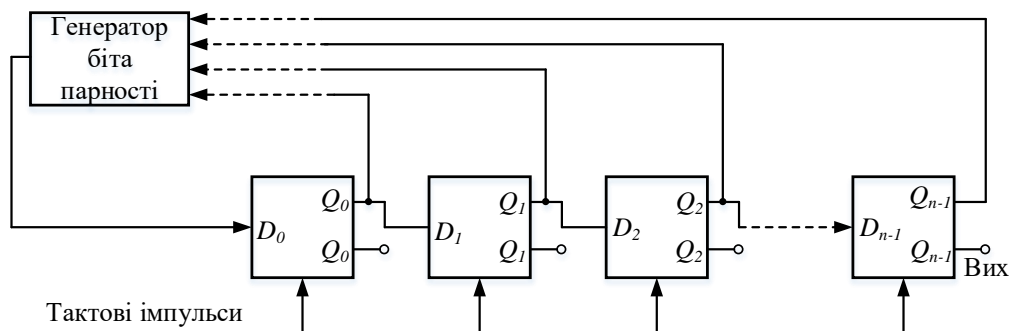 Генератор
біта
парності
D0
Q0
Q0
D1
Q1
Q1
D2
Q2
Q2
Dn-1
Qn-1
Qn-1
Вих
Тактові імпульси